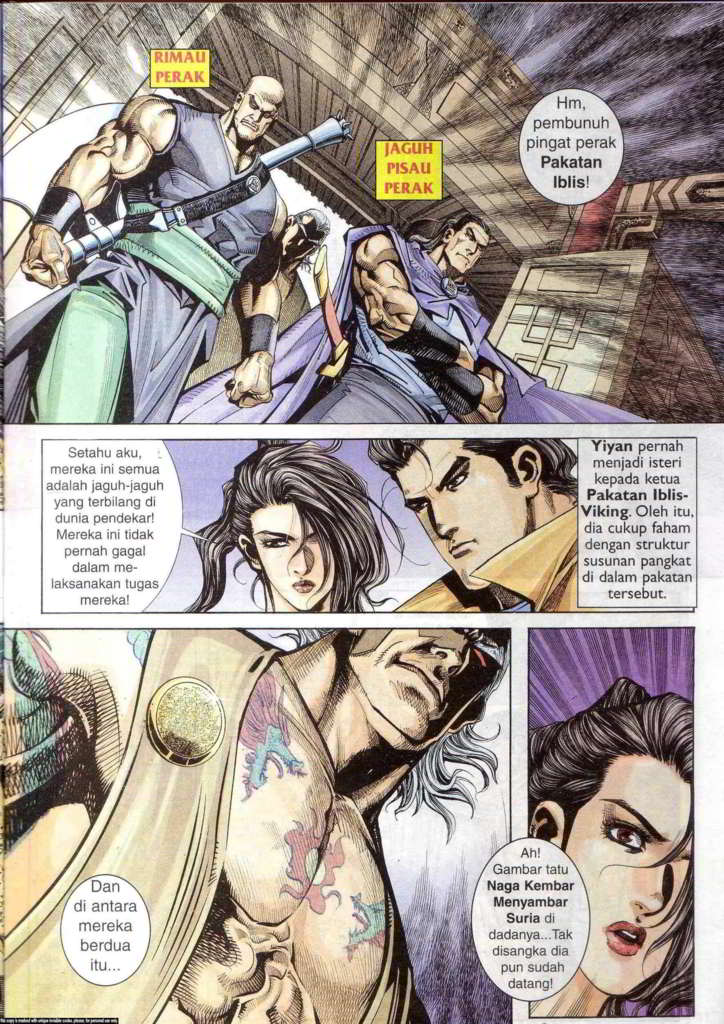 RIMAU
PERAK
JAGUH
PISAU
PERAK
Hm,
pembunuh
pingat perak
Pakatan
Iblis!
Setahu aku,
mereka ini semua
adalah jaguh-jaguh
yang terbilang di
dunia pendekar!
Mereka ini tidak
pernah gagal
dalam me-
laksanakan tugas
mereka!
Yiyan pernah
menjadi isteri
kepada ketua
Pakatan Iblis-
Viking. Oleh itu,
dia cukup faham
dengan struktur
susunan pangkat
di dalam pakatan
tersebut.
Dan
di antara
mereka
berdua
itu...
Ah!
Gambar tatu
Naga Kembar
Menyambar
Suria di
dadanya...Tak
disangka dia
pun sudah
datang!